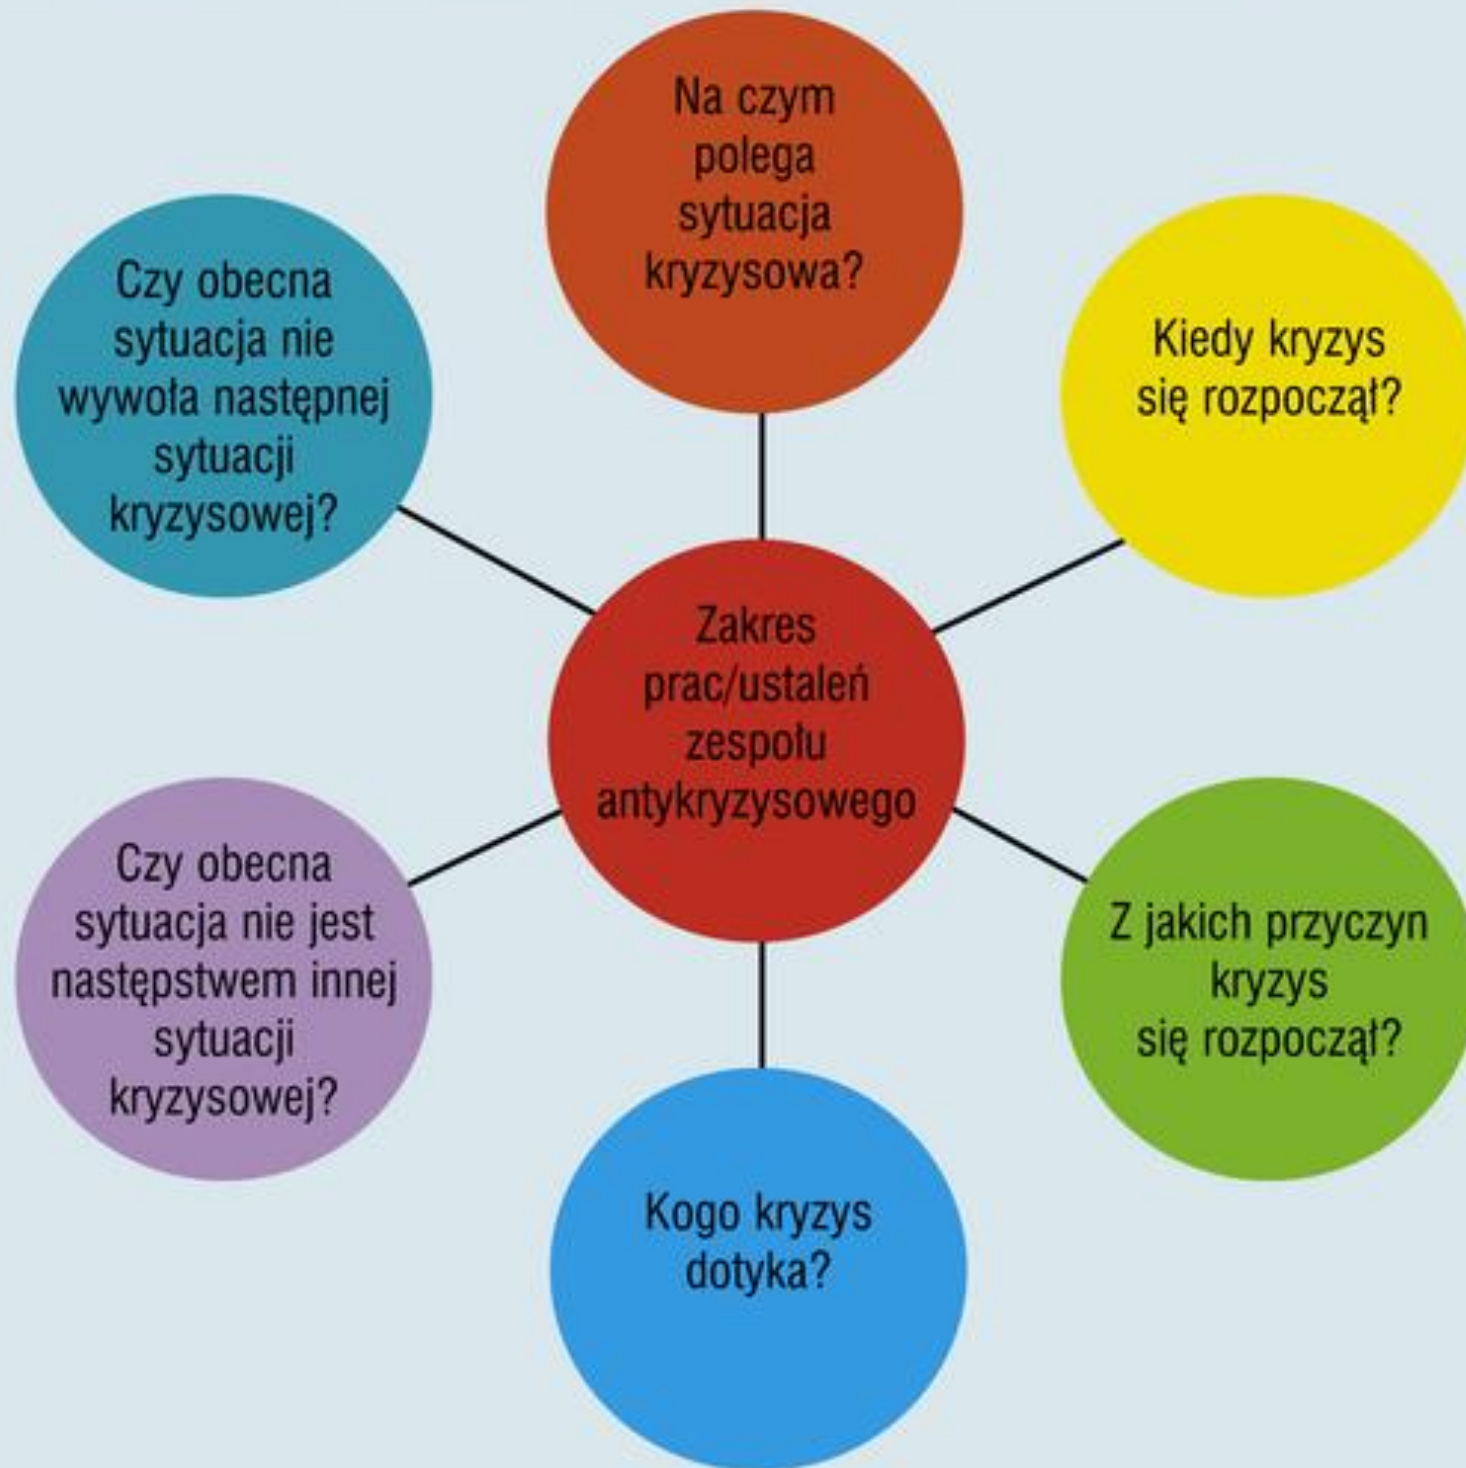 Na czym
polega
sytuacja
kryzysowa?
Kiedy kryzys
się rozpoczął?
Z jakich przyczyn
kryzys
się rozpoczął?
Kogo kryzys
dotyka?
Czy obecna
sytuacja nie jest
następstwem innej
sytuacji
kryzysowej?
Czy obecna
sytuacja nie
wywoła następnej
sytuacji
kryzysowej?
Zakres
prac/ustaleń
zespołu
antykryzysowego